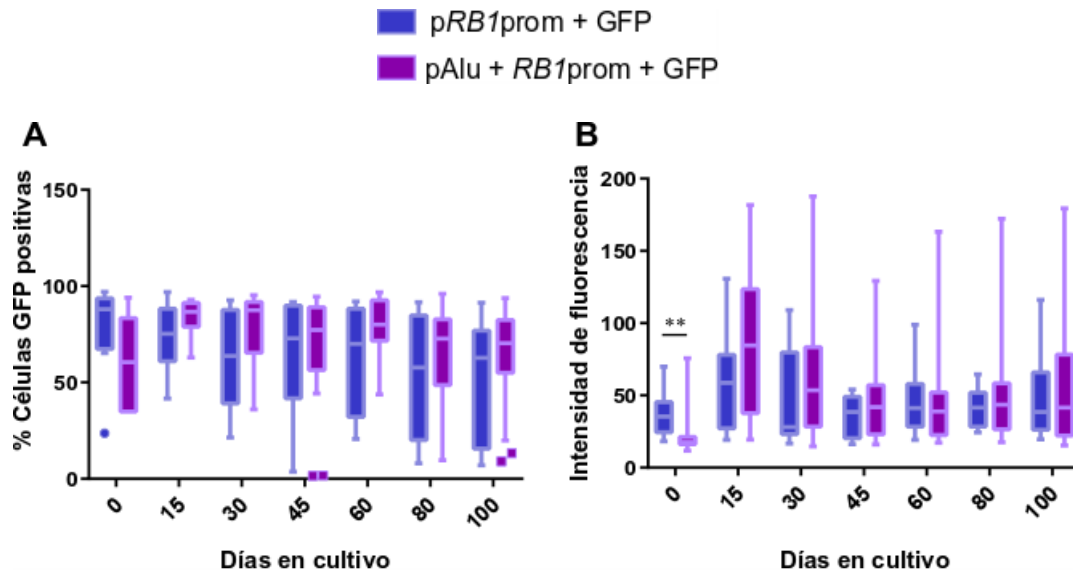 pRB1prom + GFP
pAlu + RB1prom + GFP
A
% Células GFP positivas
150
100
50
0
0 15 30 45 60 80 100
Días en cultivo
B
Intensidad de fluorescencia
200
150
100
50
0
**
0 15 30 45 60 80 100
Días en cultivo